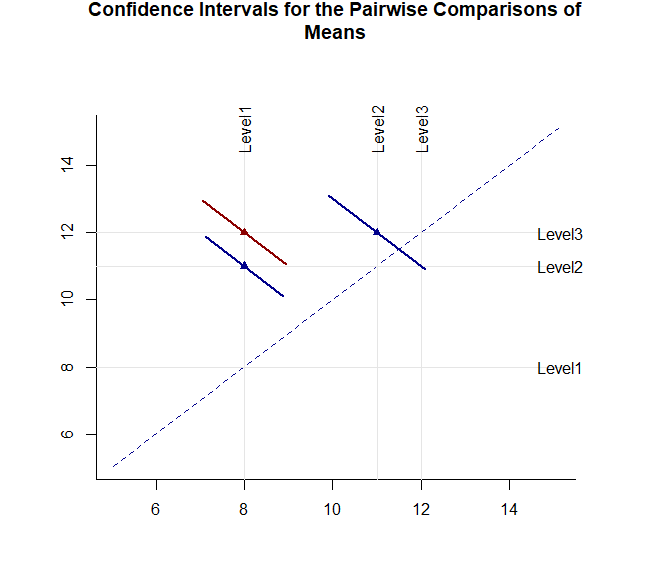 Confidence Intervals for the Pairwise Comparisons of
Means
Level1
Level2
Level3
14
12
10
8
6
Level3
Level2
Level1
6
8
10
12
14